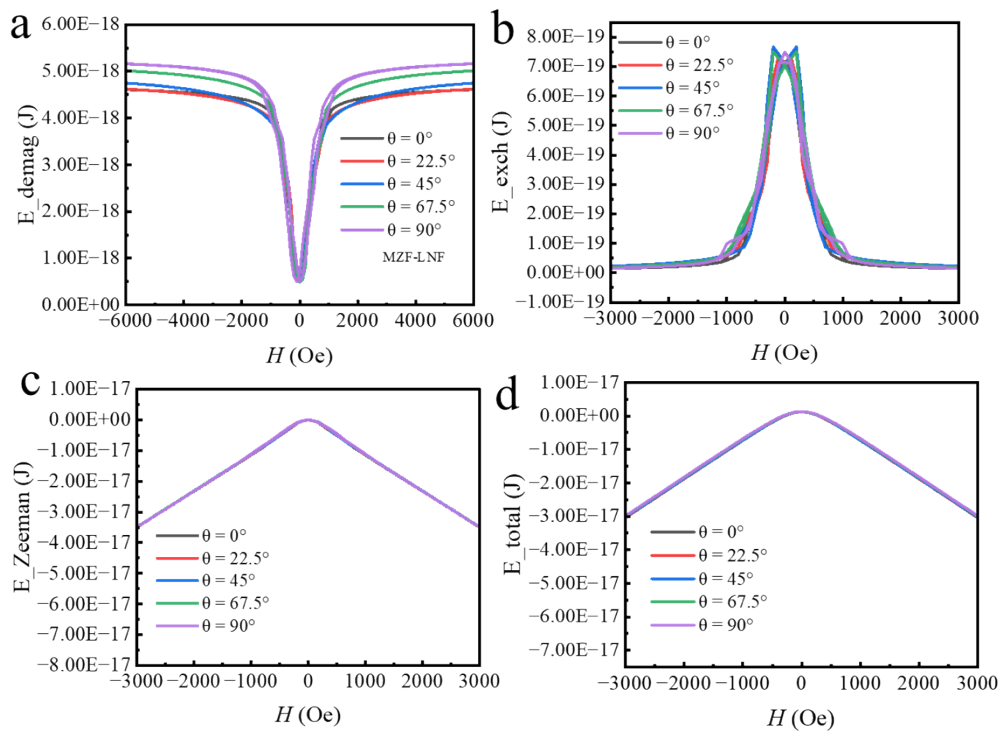 a
6.00E−18
5.00E−18
4.00E−18
3.00E−18
2.00E−18
1.00E−18
0.00E+00
E_demag (J)
θ = 0°
θ = 22.5°
θ = 45°
θ = 67.5°
θ = 90°
MZF-LNF
−6000 −4000 −2000 0 2000 4000 6000
H (Oe)
b
8.00E−19
7.00E−19
6.00E−19
5.00E−19
4.00E−19
3.00E−19
2.00E−19
1.00E−19
0.00E+00
−1.00E−19
E_exch (J)
θ = 0°
θ = 22.5°
θ = 45°
θ = 67.5°
θ = 90°
−3000 −2000 −1000 0 1000 2000 3000
H (Oe)
c
1.00E−17
0.00E+00
−1.00E−17
−2.00E−17
−3.00E−17
−4.00E−17
−5.00E−17
−6.00E−17
−7.00E−17
−8.00E−17
E_Zeeman (J)
θ = 0°
θ = 22.5°
θ = 45°
θ = 67.5°
θ = 90°
−3000 −2000 −1000 0 1000 2000 3000
H (Oe)
d
1.00E−17
0.00E+00
−1.00E−17
−2.00E−17
−3.00E−17
−4.00E−17
−5.00E−17
−6.00E−17
−7.00E−17
E_total (J)
θ = 0°
θ = 22.5°
θ = 45°
θ = 67.5°
θ = 90°
−3000 −2000 −1000 0 1000 2000 3000
H (Oe)